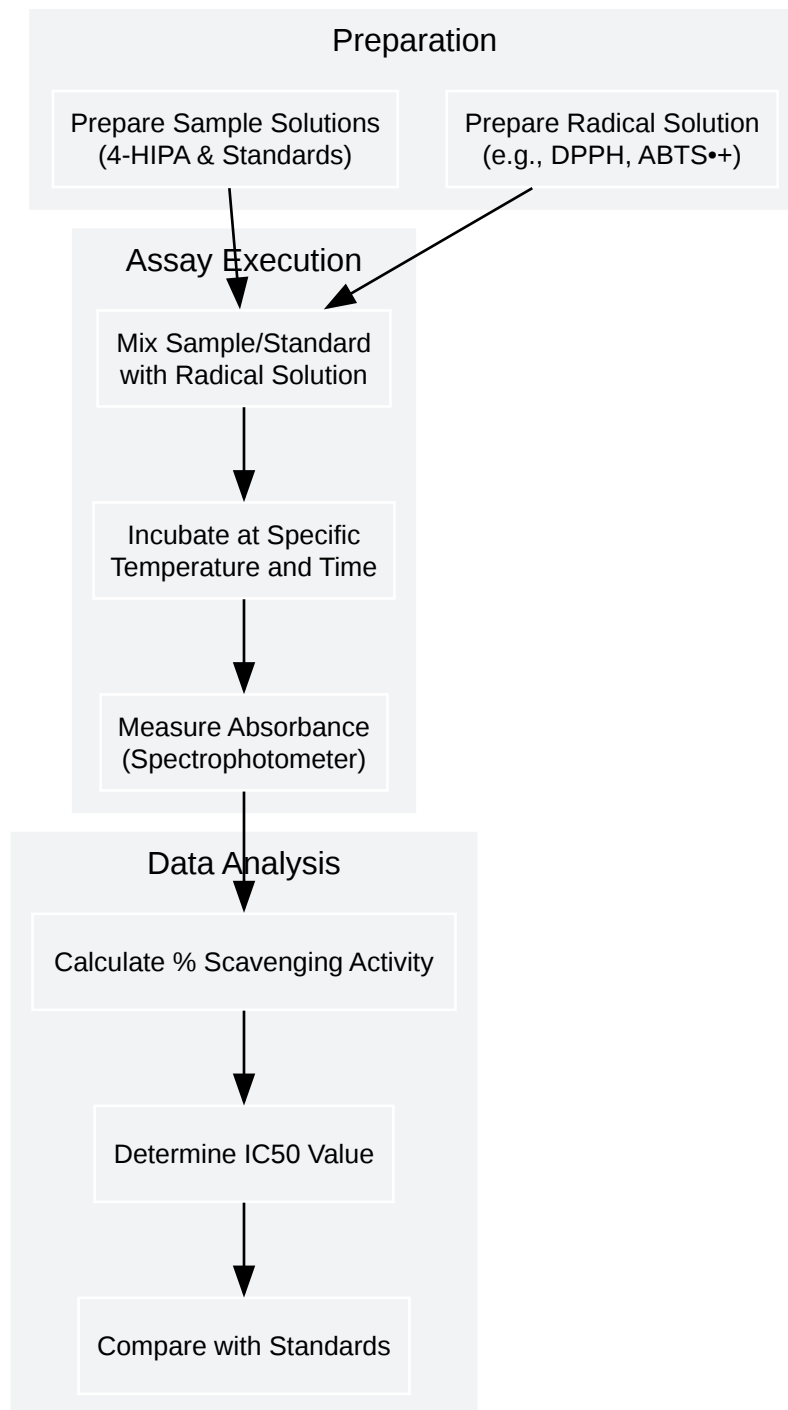 Preparation
Prepare Sample Solutions
(4-HIPA & Standards)
Prepare Radical Solution
(e.g., DPPH, ABTS•+)
Assay Execution
Mix Sample/Standard
with Radical Solution
Incubate at Specific
Temperature and Time
Measure Absorbance
(Spectrophotometer)
Data Analysis
Calculate % Scavenging Activity
Determine IC50 Value
Compare with Standards